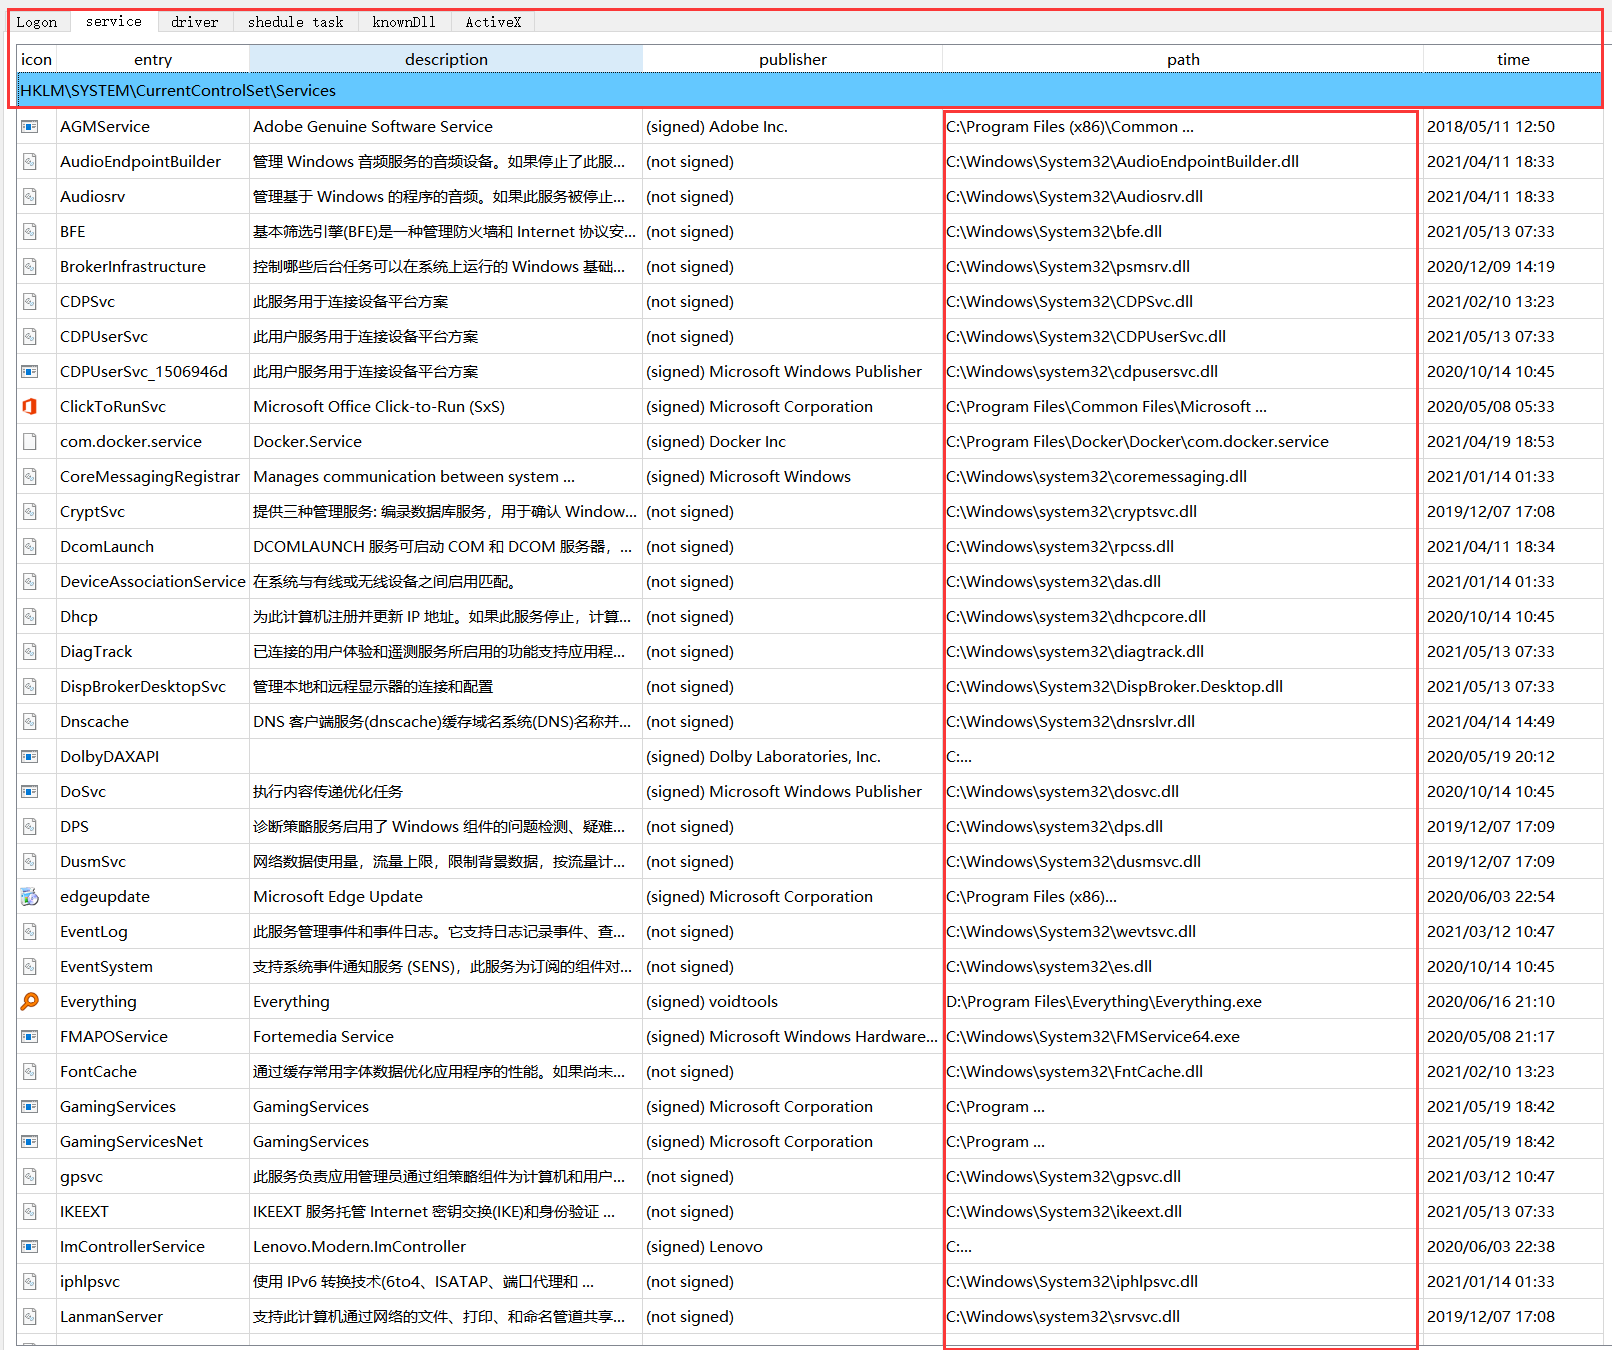 Logon service driver shedule task knownDll ActiveX
icon entry description publisher path time
HKLM\SYSTEM\CurrentControlSet\Services
AGMService Adobe Genuine Software Service (signed) Adobe Inc. C:\Program Files (x86)\Common ... 2018/05/11 12:50
AudioEndpointBuilder 管理 Windows 音频服务的音频设备。如果停止了此服... (not signed) C:\Windows\System32\AudioEndpointBuilder.dll 2021/04/11 18:33
Audiosrv 管理基于 Windows 的程序的音频。如果此服务被停止... (not signed) C:\Windows\System32\Audiosrv.dll 2021/04/11 18:33
BFE 基本筛选引擎(BFE)是一种管理防火墙和 Internet 协议安... (not signed) C:\Windows\System32\bfe.dll 2021/05/13 07:33
BrokerInfrastructure 控制哪些后台任务可以在系统上运行的 Windows 基础... (not signed) C:\Windows\System32\psmsrv.dll 2020/12/09 14:19
CDPSvc 此服务用于连接设备平台方案 (not signed) C:\Windows\System32\CDPSvc.dll 2021/02/10 13:23
CDPUserSvc 此用户服务用于连接设备平台方案 (not signed) C:\Windows\System32\CDPUserSvc.dll 2021/05/13 07:33
CDPUserSvc_1506946d 此用户服务用于连接设备平台方案 (signed) Microsoft Windows Publisher C:\Windows\system32\cdpusersvc.dll 2020/10/14 10:45
ClickToRunSvc Microsoft Office Click-to-Run (SxS) (signed) Microsoft Corporation C:\Program Files\Common Files\Microsoft ... 2020/05/08 05:33
com.docker.service Docker.Service (signed) Docker Inc C:\Program Files\Docker\Docker\com.docker.service 2021/04/19 18:53
CoreMessagingRegistrar Manages communication between system ... (signed) Microsoft Windows C:\Windows\system32\coremessaging.dll 2021/01/14 01:33
CryptSvc 提供三种管理服务: 编录数据库服务，用于确认 Window... (not signed) C:\Windows\system32\cryptsvc.dll 2019/12/07 17:08
DcomLaunch DCOMLAUNCH 服务可启动 COM 和 DCOM 服务器，... (not signed) C:\Windows\system32\rpcss.dll 2021/04/11 18:34
DeviceAssociationService 在系统与有线或无线设备之间启用匹配。 (not signed) C:\Windows\system32\das.dll 2021/01/14 01:33
Dhcp 为此计算机注册并更新 IP 地址。如果此服务停止，计算... (not signed) C:\Windows\system32\dhcpcore.dll 2020/10/14 10:45
DiagTrack 已连接的用户体验和遥测服务所启用的功能支持应用程... (not signed) C:\Windows\system32\diagtrack.dll 2021/05/13 07:33
DispBrokerDesktopSvc 管理本地和远程显示器的连接和配置 (not signed) C:\Windows\System32\DispBroker.Desktop.dll 2021/05/13 07:33
Dnscache DNS 客户端服务(dnscache)缓存域名系统(DNS)名称并... (not signed) C:\Windows\System32\dnsrslvr.dll 2021/04/14 14:49
DolbyDAXAPI (signed) Dolby Laboratories, Inc. C:... 2020/05/19 20:12
DoSvc 执行内容传递优化任务 (signed) Microsoft Windows Publisher C:\Windows\system32\dosvc.dll 2020/10/14 10:45
DPS 诊断策略服务启用了 Windows 组件的问题检测、疑难... (not signed) C:\Windows\system32\dps.dll 2019/12/07 17:09
DusmSvc 网络数据使用量，流量上限，限制背景数据，按流量计... (not signed) C:\Windows\System32\dusmsvc.dll 2019/12/07 17:09
edgeupdate Microsoft Edge Update (signed) Microsoft Corporation C:\Program Files (x86)... 2020/06/03 22:54
EventLog 此服务管理事件和事件日志。它支持日志记录事件、查... (not signed) C:\Windows\System32\wevtsvc.dll 2021/03/12 10:47
EventSystem 支持系统事件通知服务 (SENS)，此服务为订阅的组件对... (not signed) C:\Windows\system32\es.dll 2020/10/14 10:45
Everything Everything (signed) voidtools D:\Program Files\Everything\Everything.exe 2020/06/16 21:10
FMAPOService Fortemedia Service (signed) Microsoft Windows Hardware... C:\Windows\System32\FMService64.exe 2020/05/08 21:17
FontCache 通过缓存常用字体数据优化应用程序的性能。如果尚未... (not signed) C:\Windows\system32\FntCache.dll 2021/02/10 13:23
GamingServices GamingServices (signed) Microsoft Corporation C:\Program ... 2021/05/19 18:42
GamingServicesNet GamingServices (signed) Microsoft Corporation C:\Program ... 2021/05/19 18:42
gpsvc 此服务负责应用管理员通过组策略组件为计算机和用户... (not signed) C:\Windows\System32\gpsvc.dll 2021/03/12 10:47
IKEEXT IKEEXT 服务托管 Internet 密钥交换(IKE)和身份验证 ... (not signed) C:\Windows\System32\ikeext.dll 2021/05/13 07:33
ImControllerService Lenovo.Modern.ImController (signed) Lenovo C:... 2020/06/03 22:38
iphlpsvc 使用 IPv6 转换技术(6to4、ISATAP、端口代理和 ... (not signed) C:\Windows\System32\iphlpsvc.dll 2021/01/14 01:33
LanmanServer 支持此计算机通过网络的文件、打印、和命名管道共享... (not signed) C:\Windows\system32\srvsvc.dll 2019/12/07 17:08